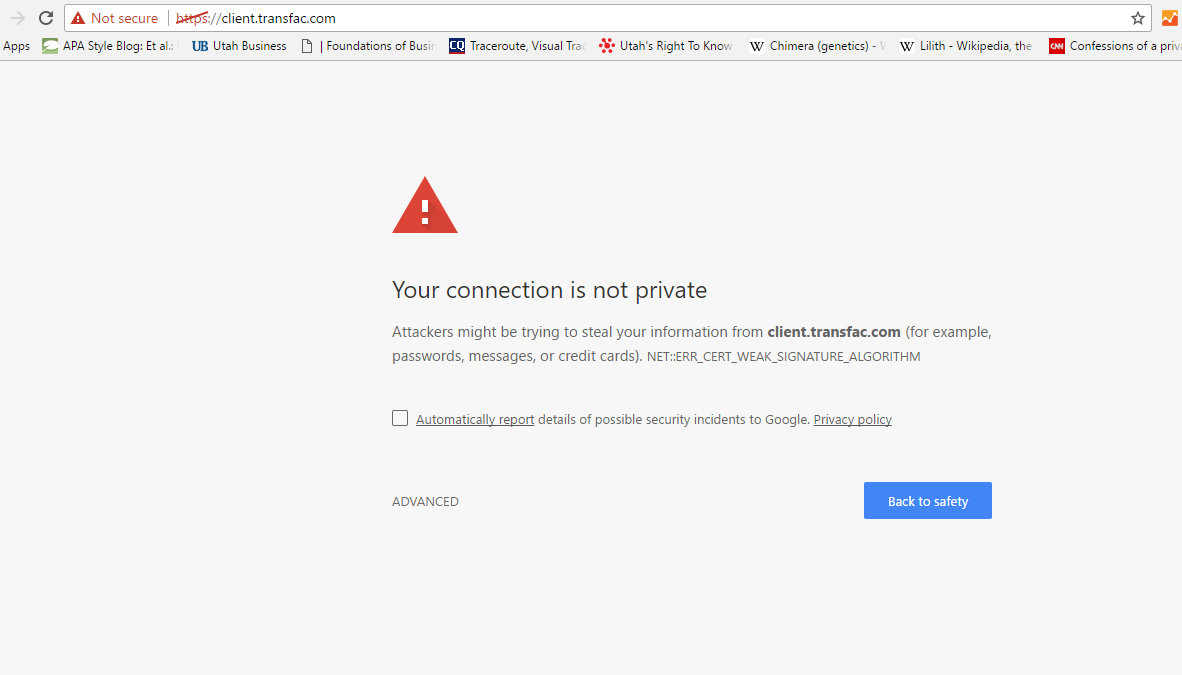 Not secure | https://client.transfac.com
Apps APA Style Blog: Et al.: UB Utah Business | Foundations of Busin CQ Traceroute, Visual Trac Utah's Right To Know W Chimera (genetics) - W W Lilith - Wikipedia, the CNN Confessions of a priva
!
Your connection is not private
Attackers might be trying to steal your information from client.transfac.com (for example,
passwords, messages, or credit cards). NET::ERR_CERT_WEAK_SIGNATURE_ALGORITHM
Automatically report details of possible security incidents to Google. Privacy policy
ADVANCED
Back to safety